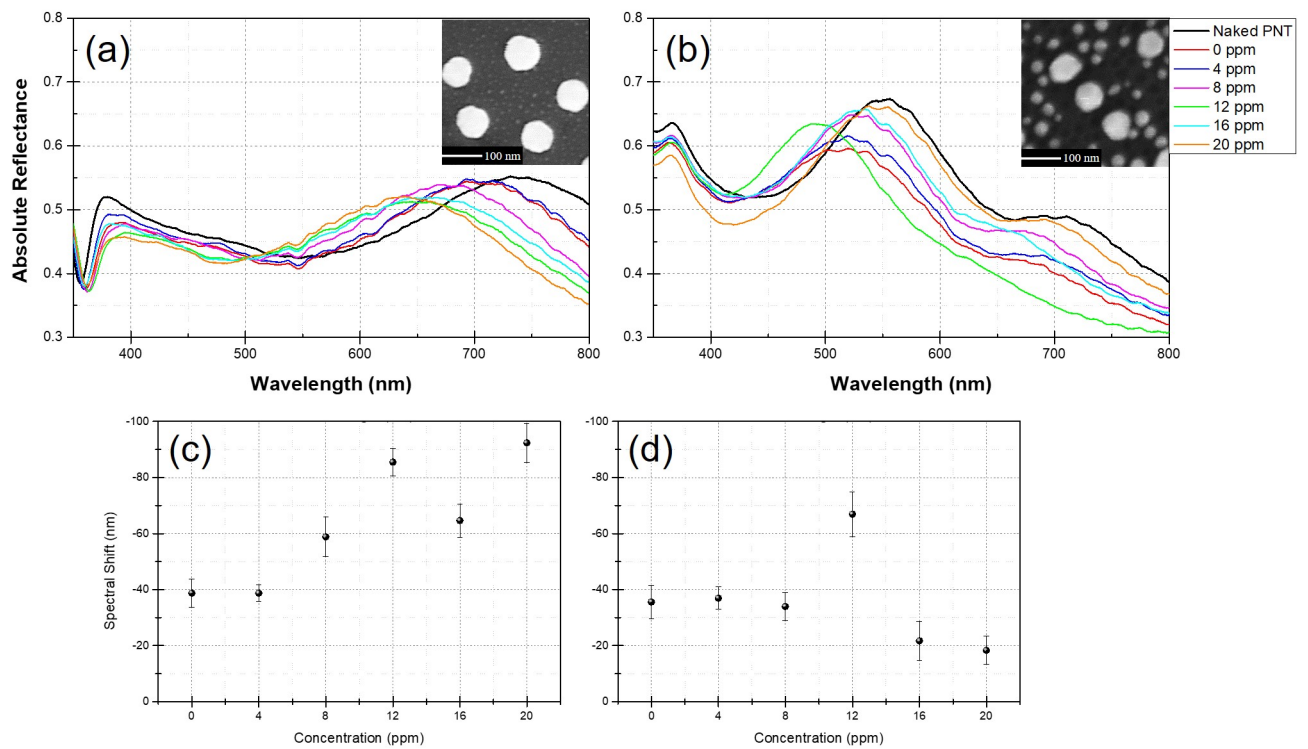 (a)
(b)
100 nm
100 nm
Naked PNT
0 ppm
4 ppm
8 ppm
12 ppm
16 ppm
20 ppm
Absolute Reflectance
0.8
0.7
0.6
0.5
0.4
0.3
400 500 600 700 800
Wavelength (nm)
0.8
0.7
0.6
0.5
0.4
0.3
400 500 600 700 800
Wavelength (nm)
(c)
(d)
Spectral Shift (nm)
-100
-80
-60
-40
-20
0
0 4 8 12 16 20
Concentration (ppm)
-100
-80
-60
-40
-20
0
0 4 8 12 16 20
Concentration (ppm)